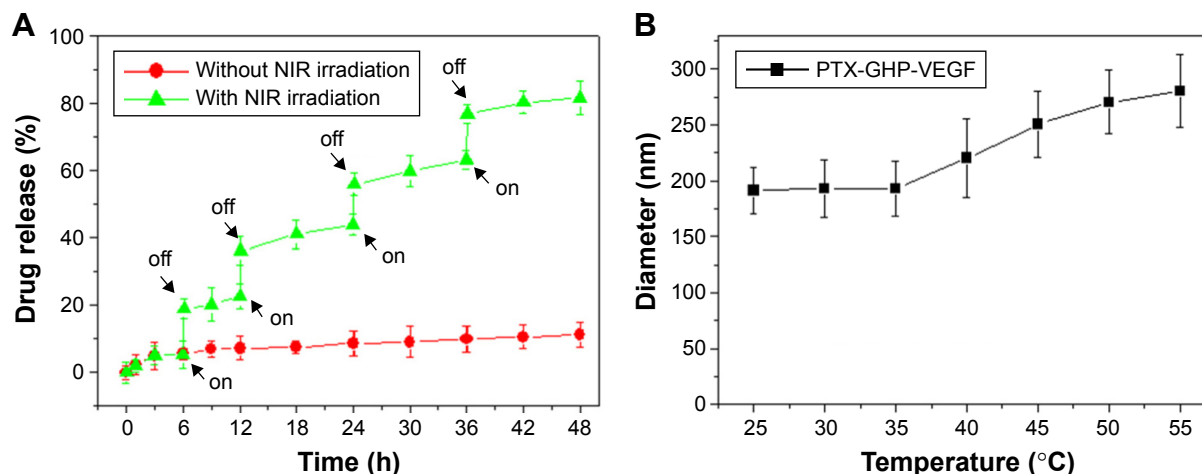 A
Drug release (%)
100
80
60
40
20
0
Without NIR irradiation
With NIR irradiation
off
off
off
off
on
on
on
on
0 6 12 18 24 30 36 42 48
Time (h)
B
Diameter (nm)
300
250
200
150
100
50
0
PTX-GHP-VEGF
25 30 35 40 45 50 55
Temperature (°C)